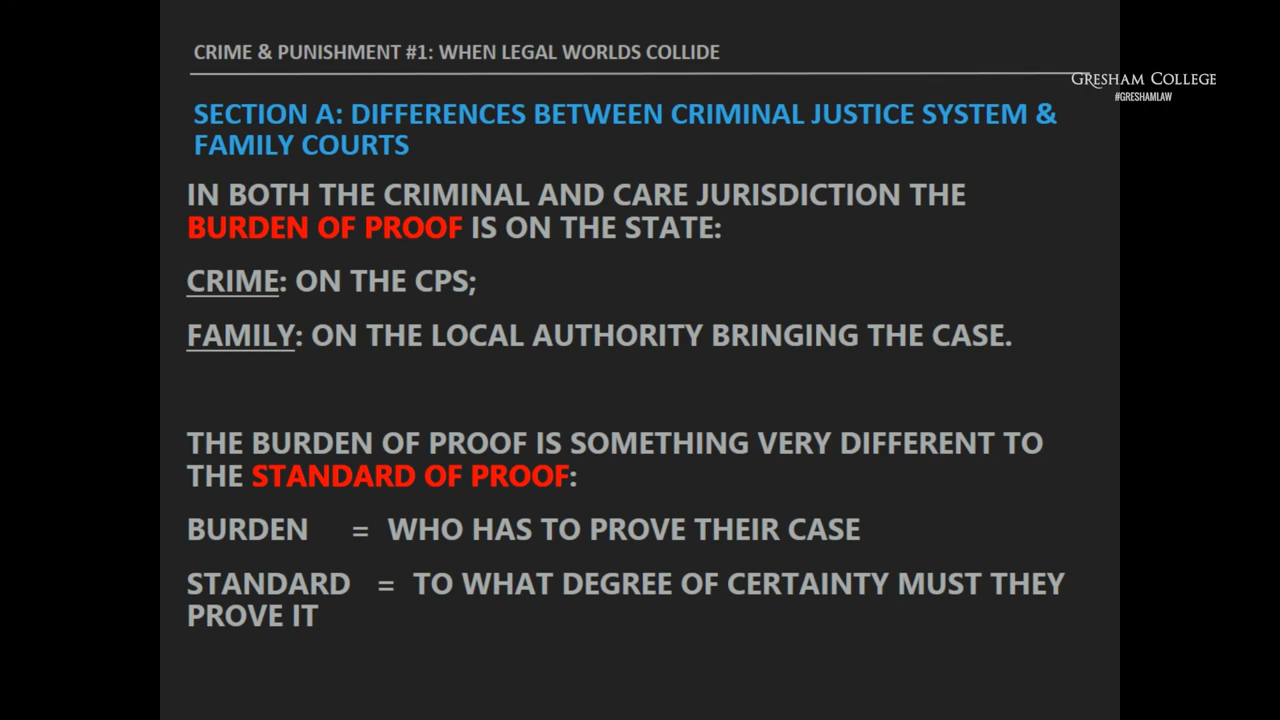 CRIME & PUNISHMENT #1: WHEN LEGAL WORLDS COLLIDE
GRESHAM COLLEGE
#GRESHAMLAW
SECTION A: DIFFERENCES BETWEEN CRIMINAL JUSTICE SYSTEM &
FAMILY COURTS
IN BOTH THE CRIMINAL AND CARE JURISDICTION THE
BURDEN OF PROOF IS ON THE STATE:
CRIME: ON THE CPS;
FAMILY: ON THE LOCAL AUTHORITY BRINGING THE CASE.
THE BURDEN OF PROOF IS SOMETHING VERY DIFFERENT TO
THE STANDARD OF PROOF:
BURDEN = WHO HAS TO PROVE THEIR CASE
STANDARD = TO WHAT DEGREE OF CERTAINTY MUST THEY
PROVE IT